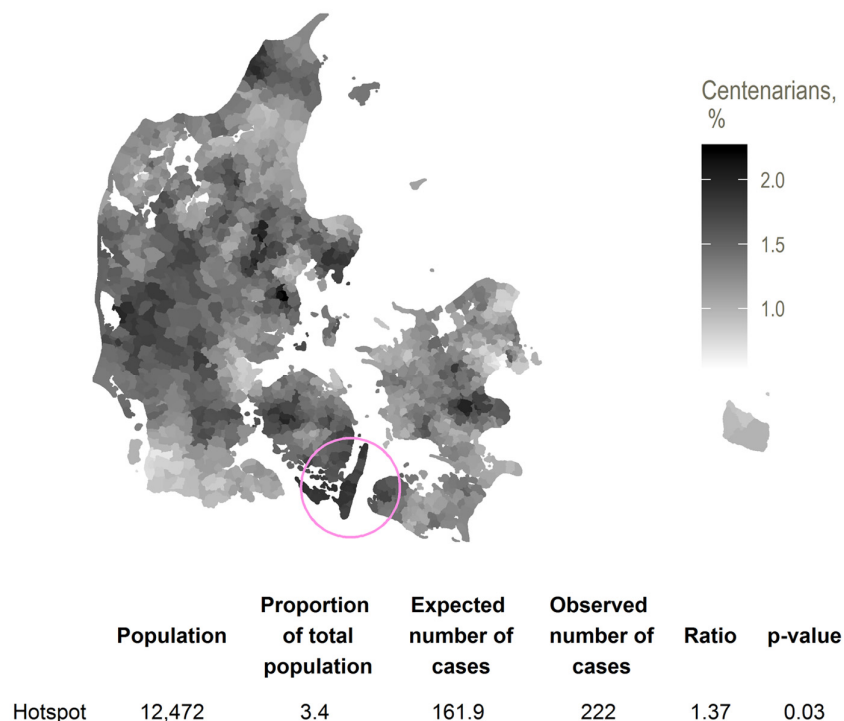 Centenarians,
%
2.0
1.5
1.0
Population Proportion of total population Expected number of cases Observed number of cases Ratio p-value
Hotspot 12,472 3.4 161.9 222 1.37 0.03